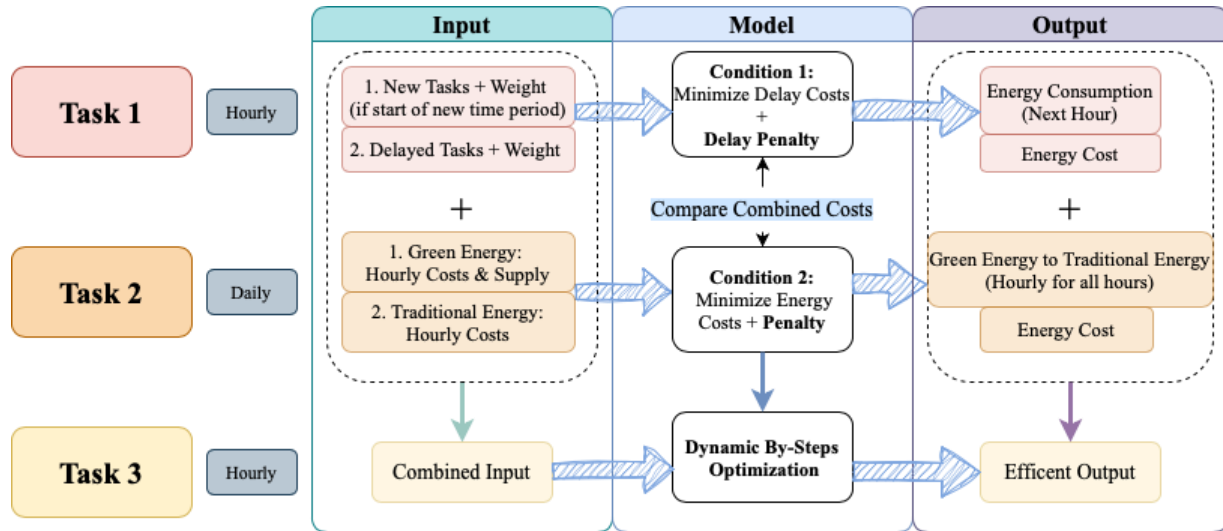 Input
Model
Output
Task 1
Hourly
1. New Tasks + Weight
(if start of new time period)
2. Delayed Tasks + Weight
Condition 1:
Minimize Delay Costs
+
Delay Penalty
Energy Consumption
(Next Hour)
Energy Cost
+
Compare Combined Costs
+
Task 2
Daily
1. Green Energy:
Hourly Costs & Supply
2. Traditional Energy:
Hourly Costs
Condition 2:
Minimize Energy
Costs + Penalty
Green Energy to Traditional Energy
(Hourly for all hours)
Energy Cost
Task 3
Hourly
Combined Input
Dynamic By-Steps
Optimization
Efficent Output